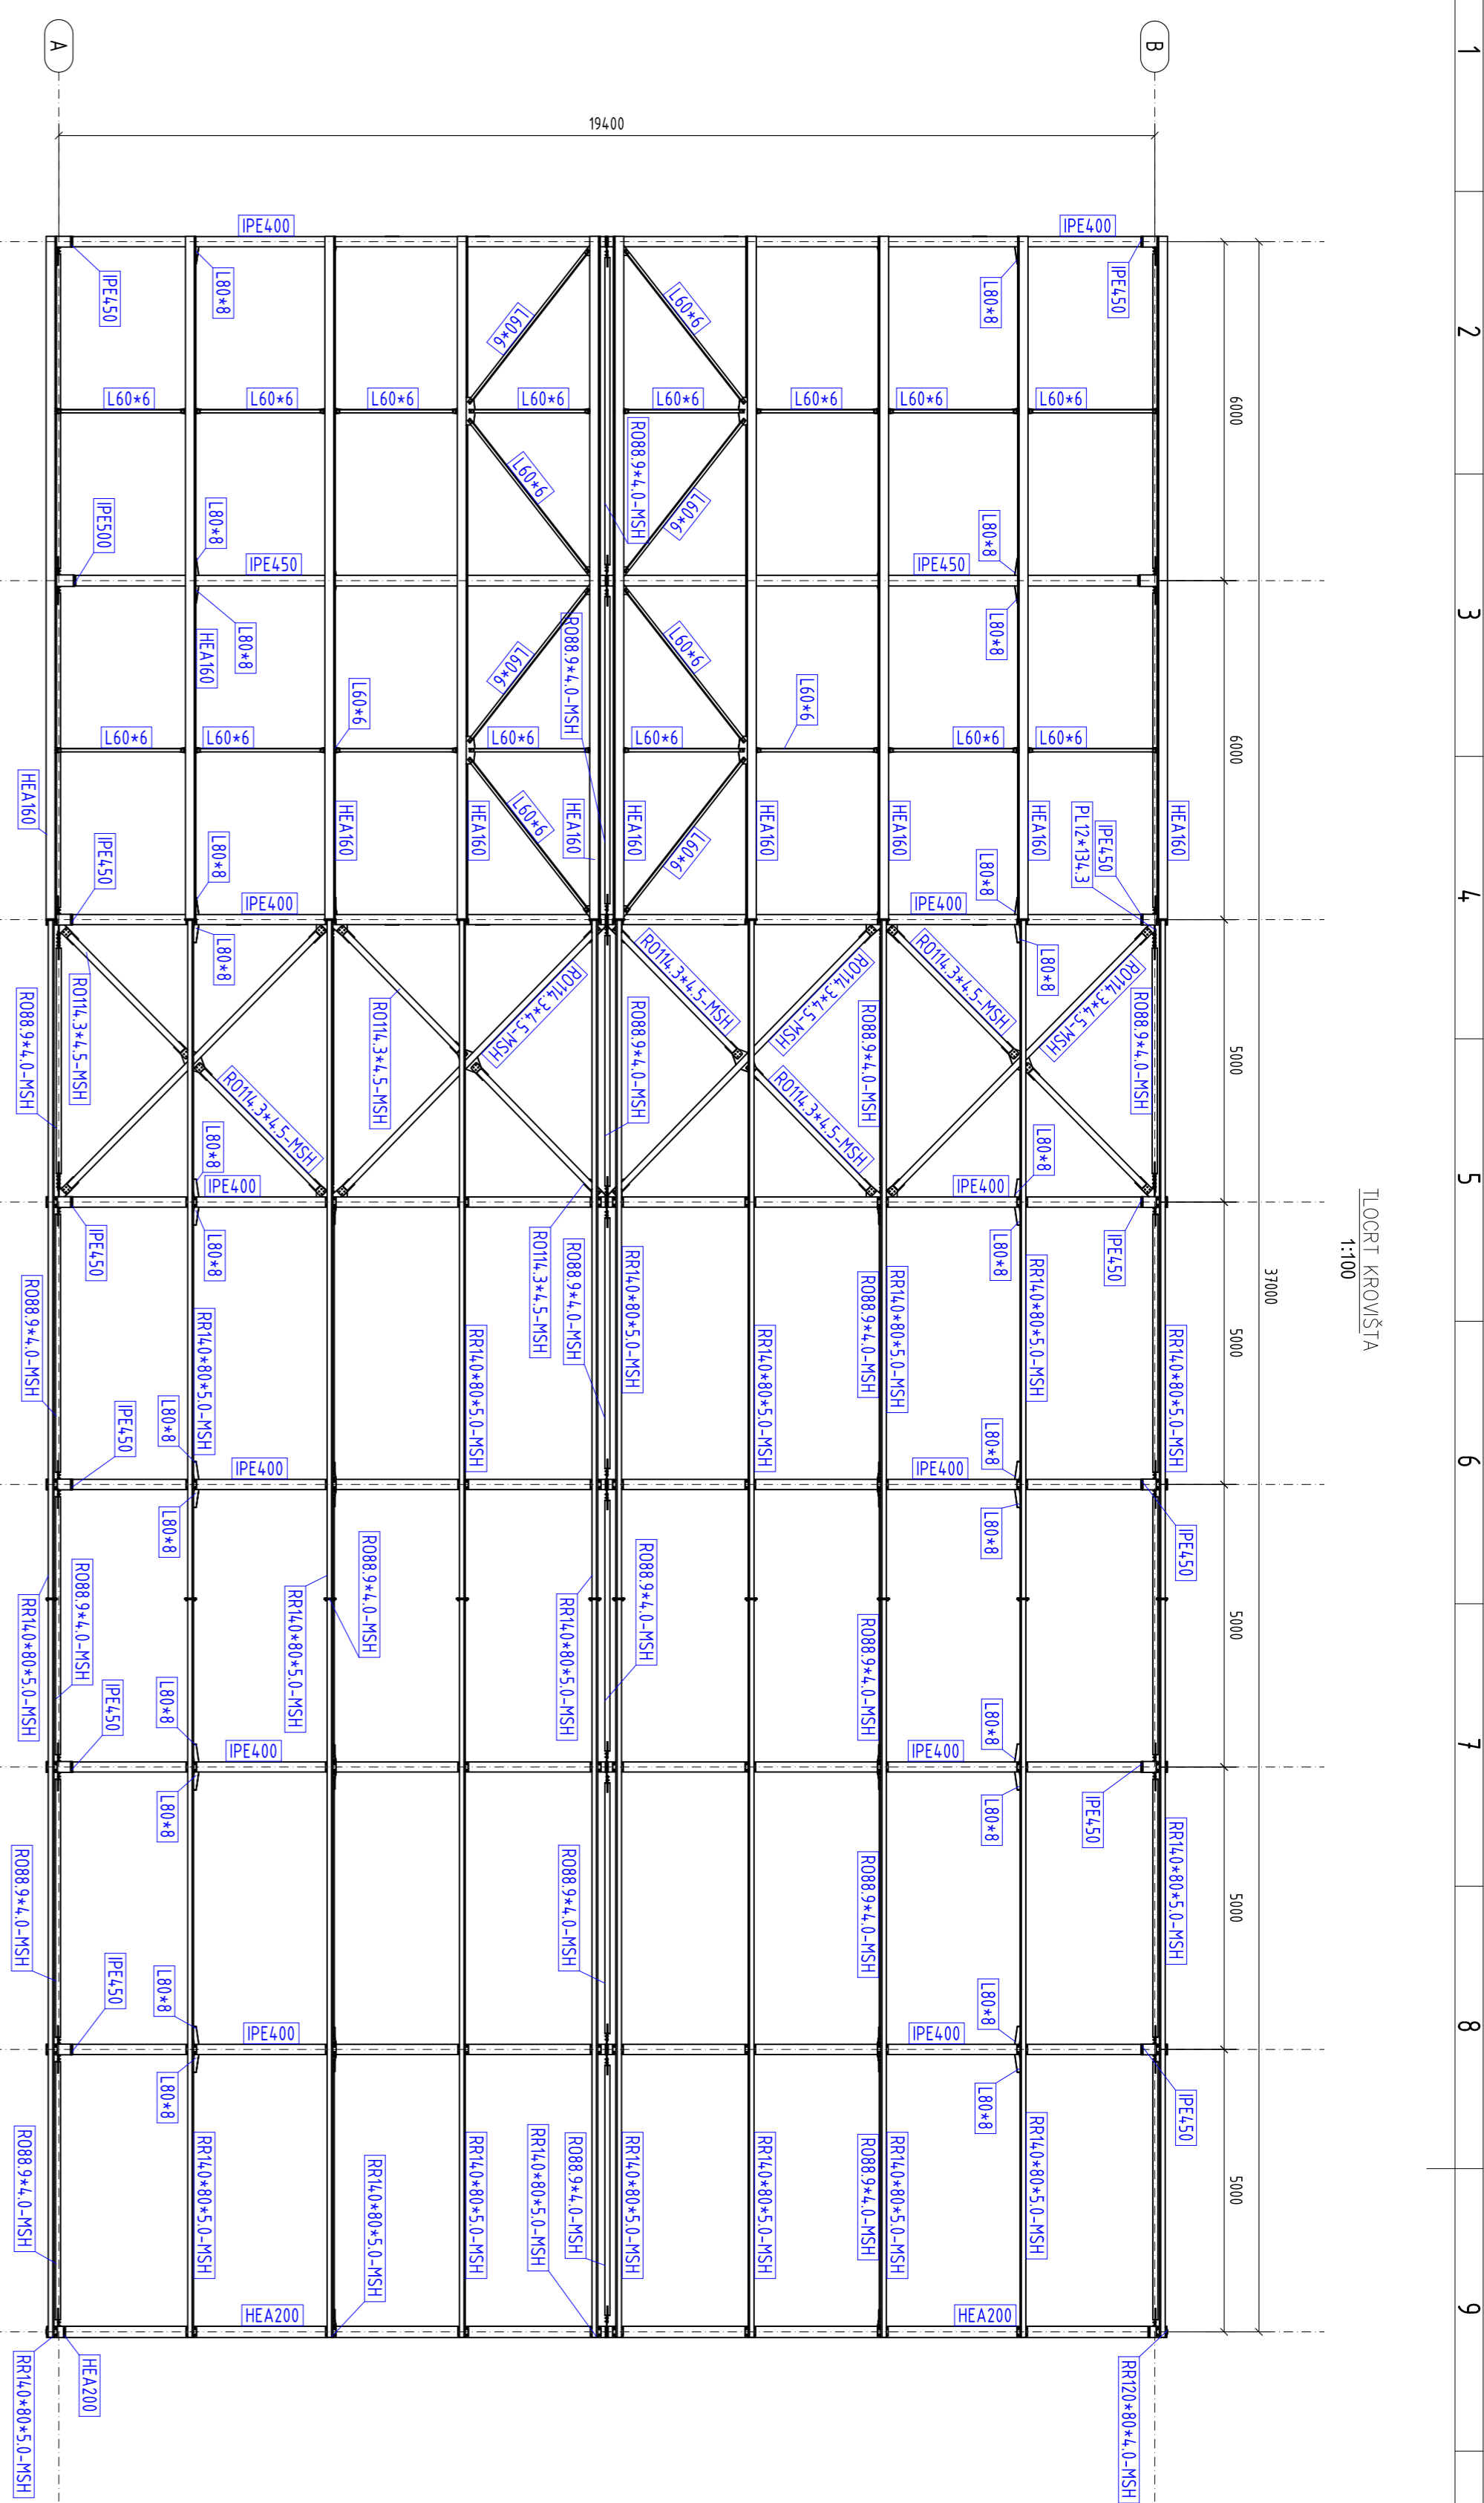 1
2
3
4
5
6
7
8
9
TLOCRT KROVIŠTA
1:100
A
B
19400
37000
6000
6000
5000
5000
5000
5000
5000
IPE400
IPE400
IPE450
L80*8
L80*8
IPE450
L60*6
L60*6
L60*6
L60*6
L60*6
L60*6
L60*6
L60*6
L60*6
L60*6
RO88.9*4.0-MSH
L60*6
L60*6
IPE500
L80*8
L80*8
IPE450
IPE450
L80*8
HEA160
L80*8
RO88.9*4.0-MSH
L60*6
L60*6
L60*6
L60*6
L60*6
L60*6
L60*6
L60*6
L60*6
L60*6
HEA160
IPE450
L80*8
HEA160
HEA160
L60*6
HEA160
HEA160
L60*6
HEA160
HEA160
L80*8
HEA160
PL12*134.3
IPE450
HEA160
IPE400
IPE400
RO88.9*4.0-MSH
RO114.3*4.5-MSH
L80*8
RO114.3*4.5-MSH
RO114.3*4.5-MSH
RO114.3*4.5-MSH
RO88.9*4.0-MSH
RO114.3*4.5-MSH
RO88.9*4.0-MSH
RO114.3*4.5-MSH
L80*8
RO114.3*4.5-MSH
RO88.9*4.0-MSH
RO114.3*4.5-MSH
RO114.3*4.5-MSH
L80*8
L80*8
IPE400
IPE400
IPE450
L80*8
RO114.3*4.5-MSH
RO88.9*4.0-MSH
RR140*80*5.0-MSH
L80*8
IPE450
RO88.9*4.0-MSH
RR140*80*5.0-MSH
RR140*80*5.0-MSH
RR140*80*5.0-MSH
RO88.9*4.0-MSH
RR140*80*5.0-MSH
RR140*80*5.0-MSH
RR140*80*5.0-MSH
IPE450
L80*8
IPE400
IPE400
L80*8
L80*8
L80*8
IPE450
RR140*80*5.0-MSH
RO88.9*4.0-MSH
RR140*80*5.0-MSH
RO88.9*4.0-MSH
RR140*80*5.0-MSH
RO88.9*4.0-MSH
RO88.9*4.0-MSH
IPE450
L80*8
IPE400
IPE400
L80*8
L80*8
L80*8
IPE450
RO88.9*4.0-MSH
RO88.9*4.0-MSH
RO88.9*4.0-MSH
RR140*80*5.0-MSH
IPE450
L80*8
IPE400
IPE400
L80*8
L80*8
L80*8
IPE450
RO88.9*4.0-MSH
RR140*80*5.0-MSH
RR140*80*5.0-MSH
RR140*80*5.0-MSH
RR140*80*5.0-MSH
RO88.9*4.0-MSH
RR140*80*5.0-MSH
RR140*80*5.0-MSH
RO88.9*4.0-MSH
RR140*80*5.0-MSH
RR140*80*5.0-MSH
HEA200
HEA200
RR140*80*5.0-MSH
HEA200
RR120*80*4.0-MSH